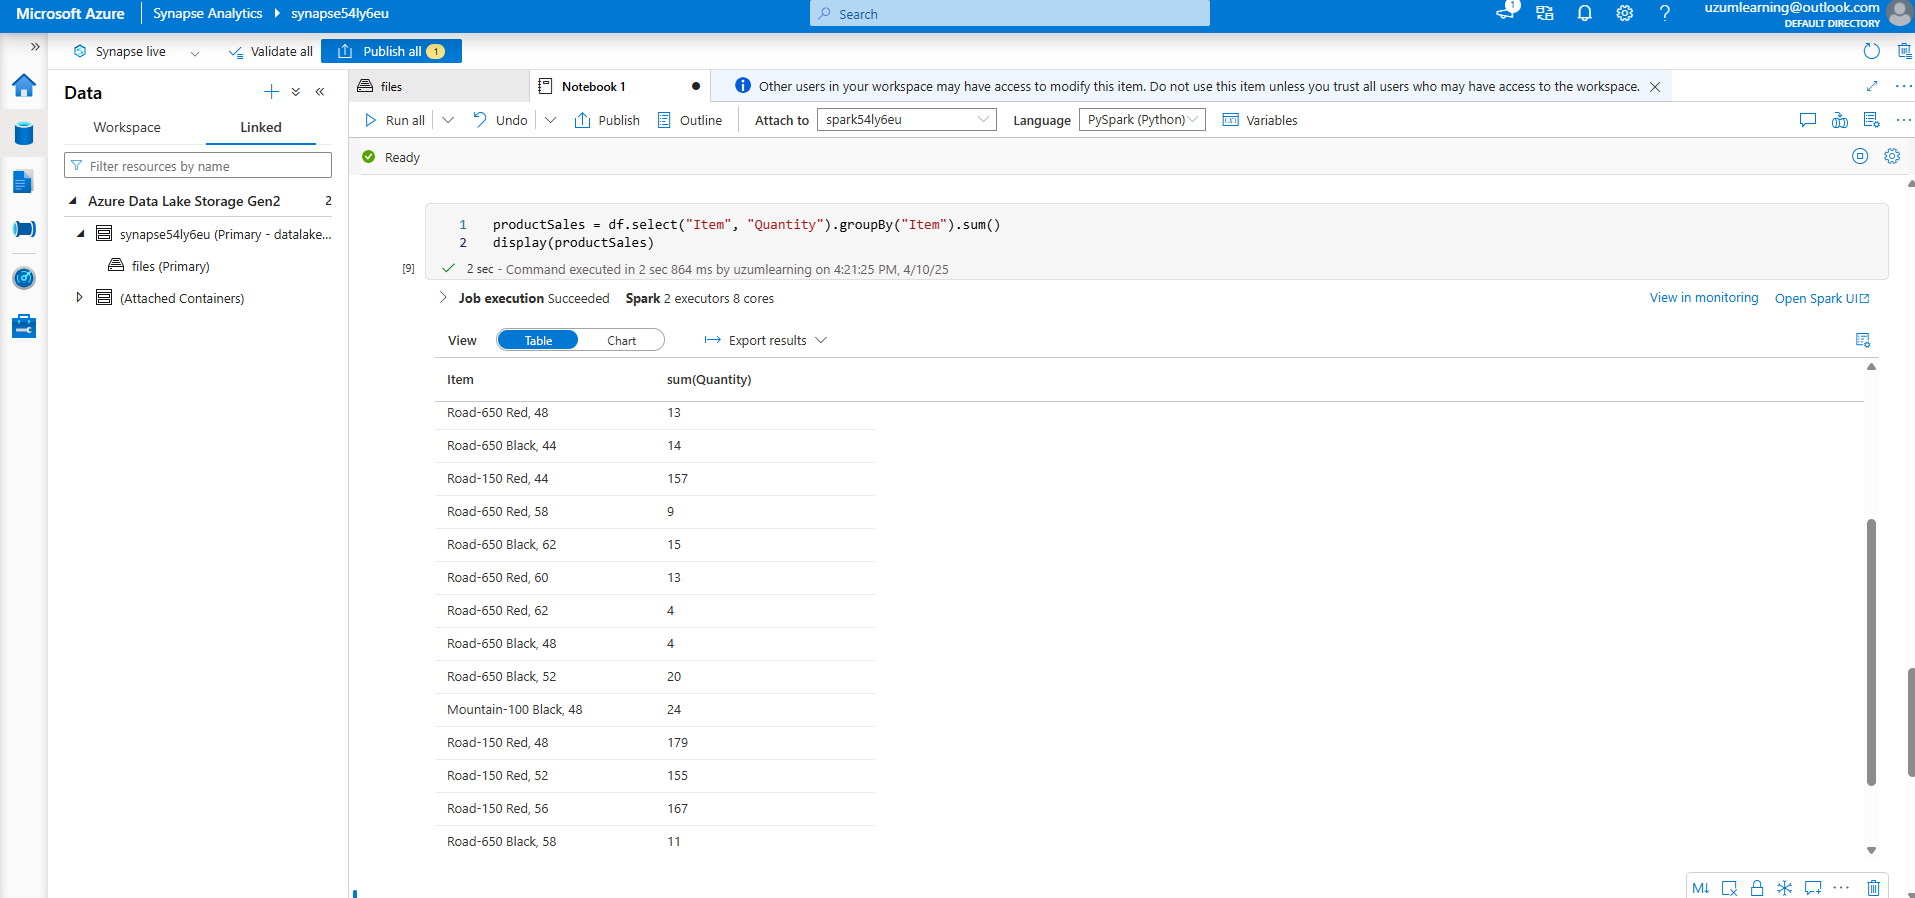 Microsoft Azure
Synapse Analytics
synapse54ly6eu
Search
1
uzumlearning@outlook.com
DEFAULT DIRECTORY
Synapse live
Validate all
Publish all 1
Data
Workspace
Linked
Filter resources by name
Azure Data Lake Storage Gen2 2
synapse54ly6eu (Primary - datalake...
files (Primary)
(Attached Containers)
files
Notebook 1
Other users in your workspace may have access to modify this item. Do not use this item unless you trust all users who may have access to the workspace.
Run all
Undo
Publish
Outline
Attach to
spark54ly6eu
Language
PySpark (Python)
Variables
Ready
1 productSales = df.select("Item", "Quantity").groupBy("Item").sum()
2 display(productSales)
[9]
2 sec - Command executed in 2 sec 864 ms by uzumlearning on 4:21:25 PM, 4/10/25
Job execution Succeeded Spark 2 executors 8 cores
View in monitoring
Open Spark UI
View
Table
Chart
Export results
Item sum(Quantity)
Road-650 Red, 48 13
Road-650 Black, 44 14
Road-150 Red, 44 157
Road-650 Red, 58 9
Road-650 Black, 62 15
Road-650 Red, 60 13
Road-650 Red, 62 4
Road-650 Black, 48 4
Road-650 Black, 52 20
Mountain-100 Black, 48 24
Road-150 Red, 48 179
Road-150 Red, 52 155
Road-150 Red, 56 167
Road-650 Black, 58 11
M↓